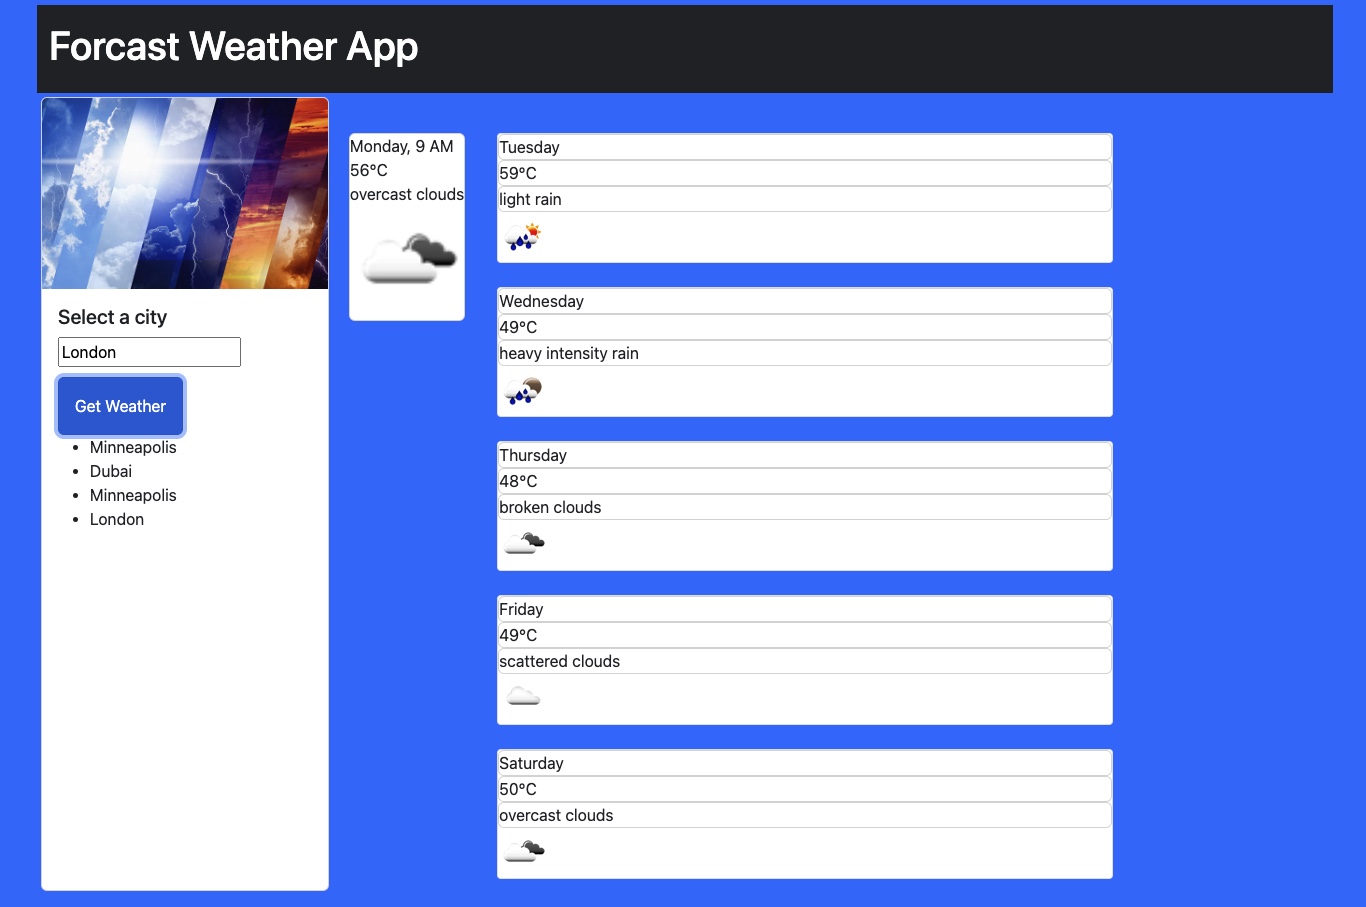 Forcast Weather App
Select a city
London
Get Weather
Minneapolis
Dubai
Minneapolis
London
Monday, 9 AM
56°C
overcast clouds
Tuesday
59°C
light rain
Wednesday
49°C
heavy intensity rain
Thursday
48°C
broken clouds
Friday
49°C
scattered clouds
Saturday
50°C
overcast clouds